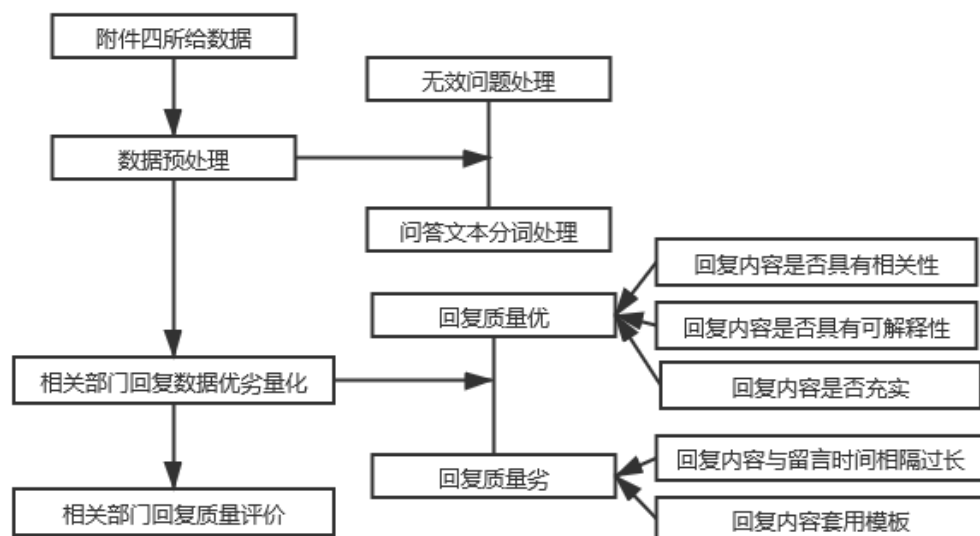 附件四所给数据
无效问题处理
数据预处理
问答文本分词处理
回复内容是否具有相关性
回复质量优
回复内容是否具有可解释性
相关部门回复数据优劣量化
回复内容是否充实
回复内容与留言时间相隔过长
回复质量劣
相关部门回复质量评价
回复内容套用模板